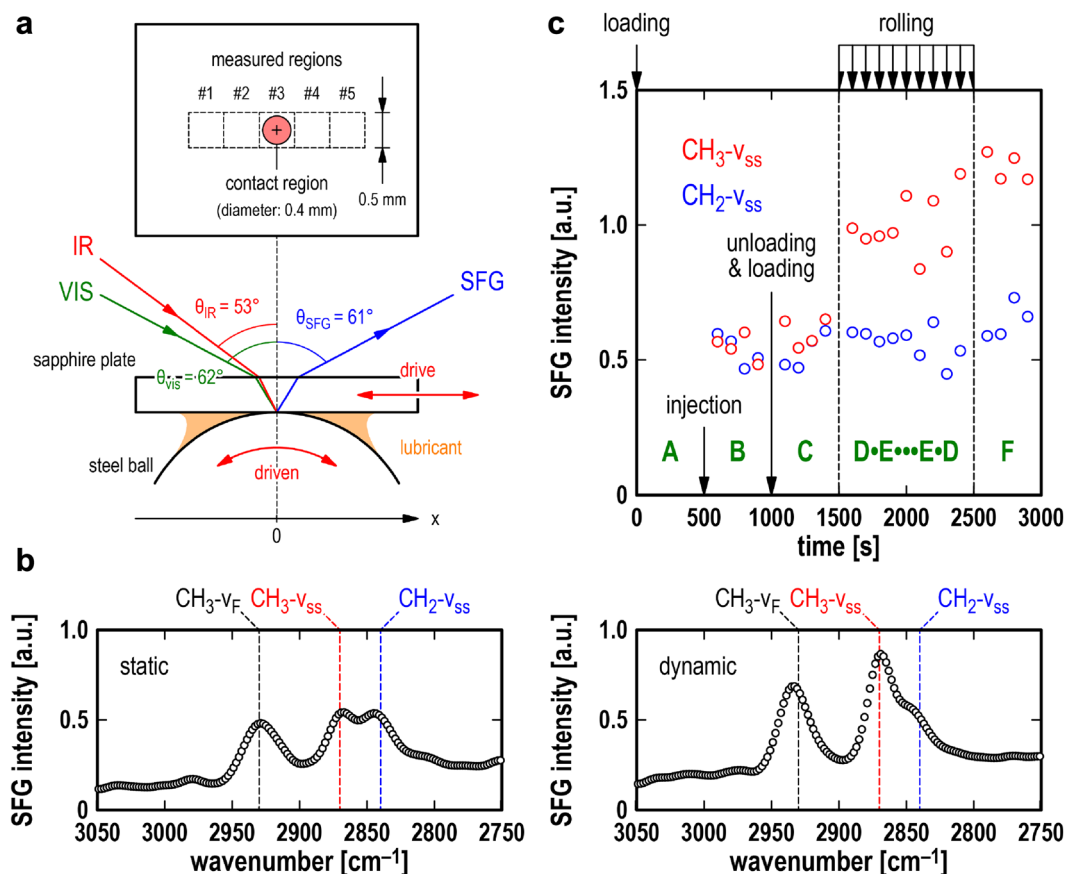 a
measured regions
#1 #2 #3 #4 #5
contact region
(diameter: 0.4 mm)
0.5 mm
IR
VIS
SFG
θIR = 53°
θSFG = 61°
θvis = 62°
sapphire plate
drive
lubricant
steel ball
driven
x
0
b
CH3-νF CH3-νss CH2-νss
SFG intensity [a.u.]
1.0
0.5
0
static
3050 3000 2950 2900 2850 2800 2750
wavenumber [cm−1]
CH3-νF CH3-νss CH2-νss
SFG intensity [a.u.]
1.0
0.5
0
dynamic
3050 3000 2950 2900 2850 2800 2750
wavenumber [cm−1]
c
loading
rolling
SFG intensity [a.u.]
1.5
1.0
0.5
0
CH3-νss
CH2-νss
unloading
& loading
injection
A B C D•E•••E•D F
0 500 1000 1500 2000 2500 3000
time [s]